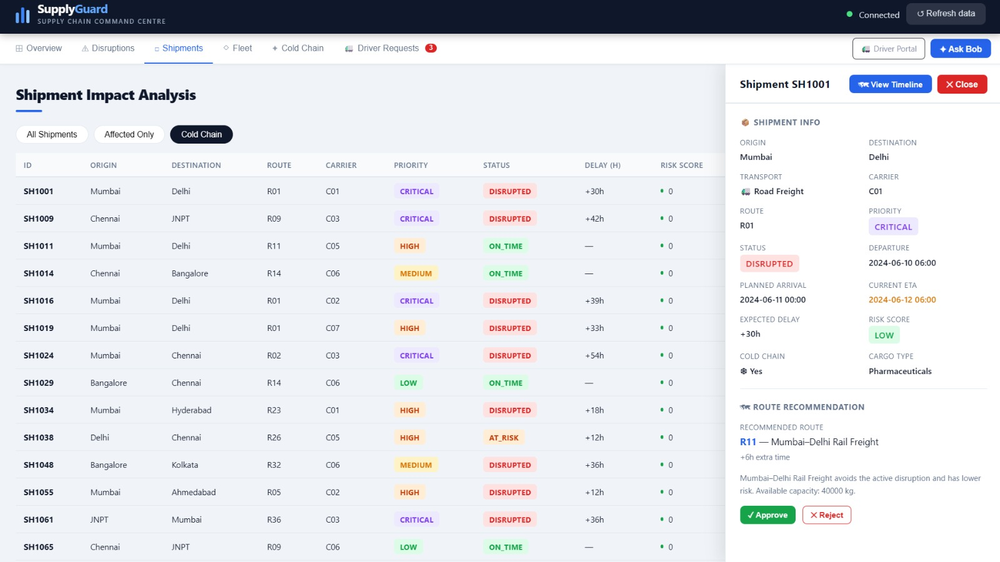 SupplyGuard
SUPPLY CHAIN COMMAND CENTRE
Connected
↺ Refresh data
Overview
Disruptions
Shipments
Fleet
Cold Chain
Driver Requests 3
Driver Portal
✦ Ask Bob
Shipment Impact Analysis
All Shipments
Affected Only
Cold Chain
ID ORIGIN DESTINATION ROUTE CARRIER PRIORITY STATUS DELAY (H) RISK SCORE
SH1001 Mumbai Delhi R01 C01 CRITICAL DISRUPTED +30h 0
SH1009 Chennai JNPT R09 C03 CRITICAL DISRUPTED +42h 0
SH1011 Mumbai Delhi R11 C05 HIGH ON_TIME — 0
SH1014 Chennai Bangalore R14 C06 MEDIUM ON_TIME — 0
SH1016 Mumbai Delhi R01 C02 CRITICAL DISRUPTED +39h 0
SH1019 Mumbai Delhi R01 C07 HIGH DISRUPTED +33h 0
SH1024 Mumbai Chennai R02 C03 CRITICAL DISRUPTED +54h 0
SH1029 Bangalore Chennai R14 C06 LOW ON_TIME — 0
SH1034 Mumbai Hyderabad R23 C01 HIGH DISRUPTED +18h 0
SH1038 Delhi Chennai R26 C05 HIGH AT_RISK +12h 0
SH1048 Bangalore Kolkata R32 C06 MEDIUM DISRUPTED +36h 0
SH1055 Mumbai Ahmedabad R05 C02 HIGH DISRUPTED +12h 0
SH1061 JNPT Mumbai R36 C03 CRITICAL DISRUPTED +36h 0
SH1065 Chennai JNPT R09 C06 LOW ON_TIME — 0
Shipment SH1001
View Timeline
✕ Close
SHIPMENT INFO
ORIGIN DESTINATION
Mumbai Delhi
TRANSPORT CARRIER
Road Freight C01
ROUTE PRIORITY
R01 CRITICAL
STATUS DEPARTURE
DISRUPTED 2024-06-10 06:00
PLANNED ARRIVAL CURRENT ETA
2024-06-11 00:00 2024-06-12 06:00
EXPECTED DELAY RISK SCORE
+30h LOW
COLD CHAIN CARGO TYPE
❄ Yes Pharmaceuticals
ROUTE RECOMMENDATION
RECOMMENDED ROUTE
R11 — Mumbai–Delhi Rail Freight
+6h extra time
Mumbai–Delhi Rail Freight avoids the active disruption and has lower
risk. Available capacity: 40000 kg.
✓ Approve
✕ Reject